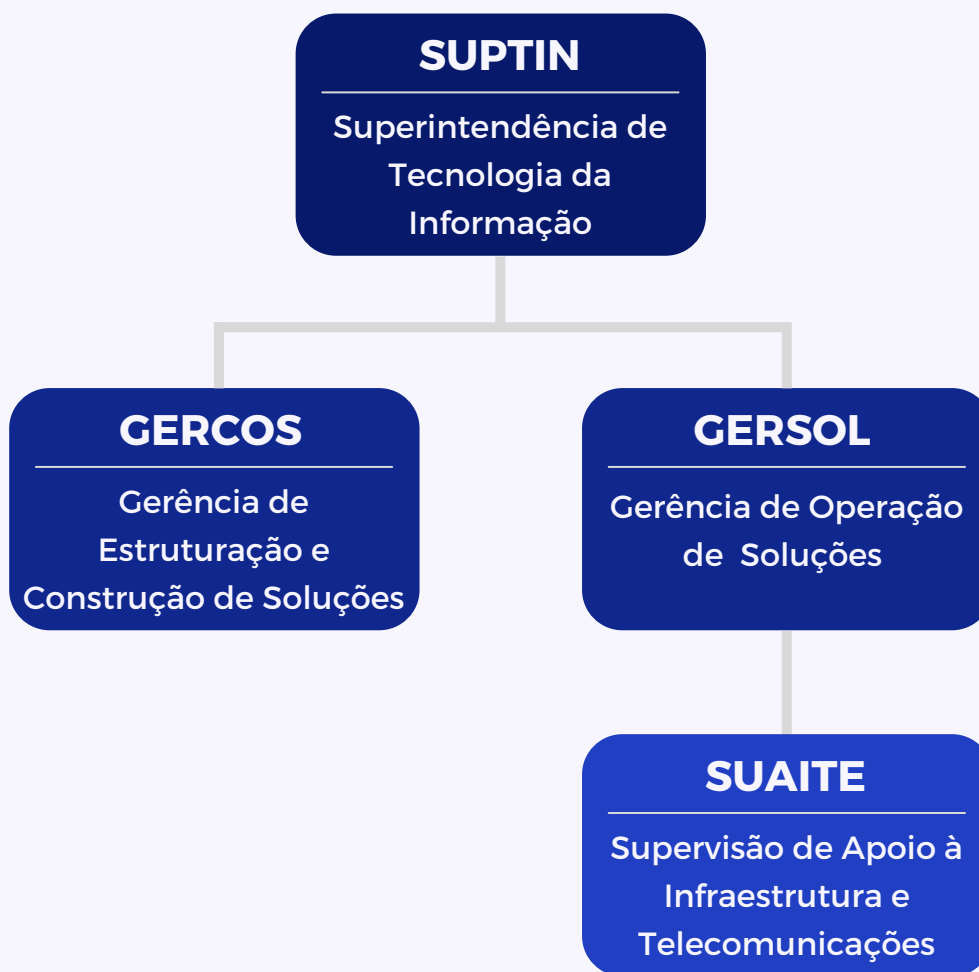 SUPTIN
Superintendência de
Tecnologia da
Informação
GERCOS
Gerência de
Estruturação e
Construção de Soluções
GERSOL
Gerência de Operação
de Soluções
SUAITE
Supervisão de Apoio à
Infraestrutura e
Telecomunicações